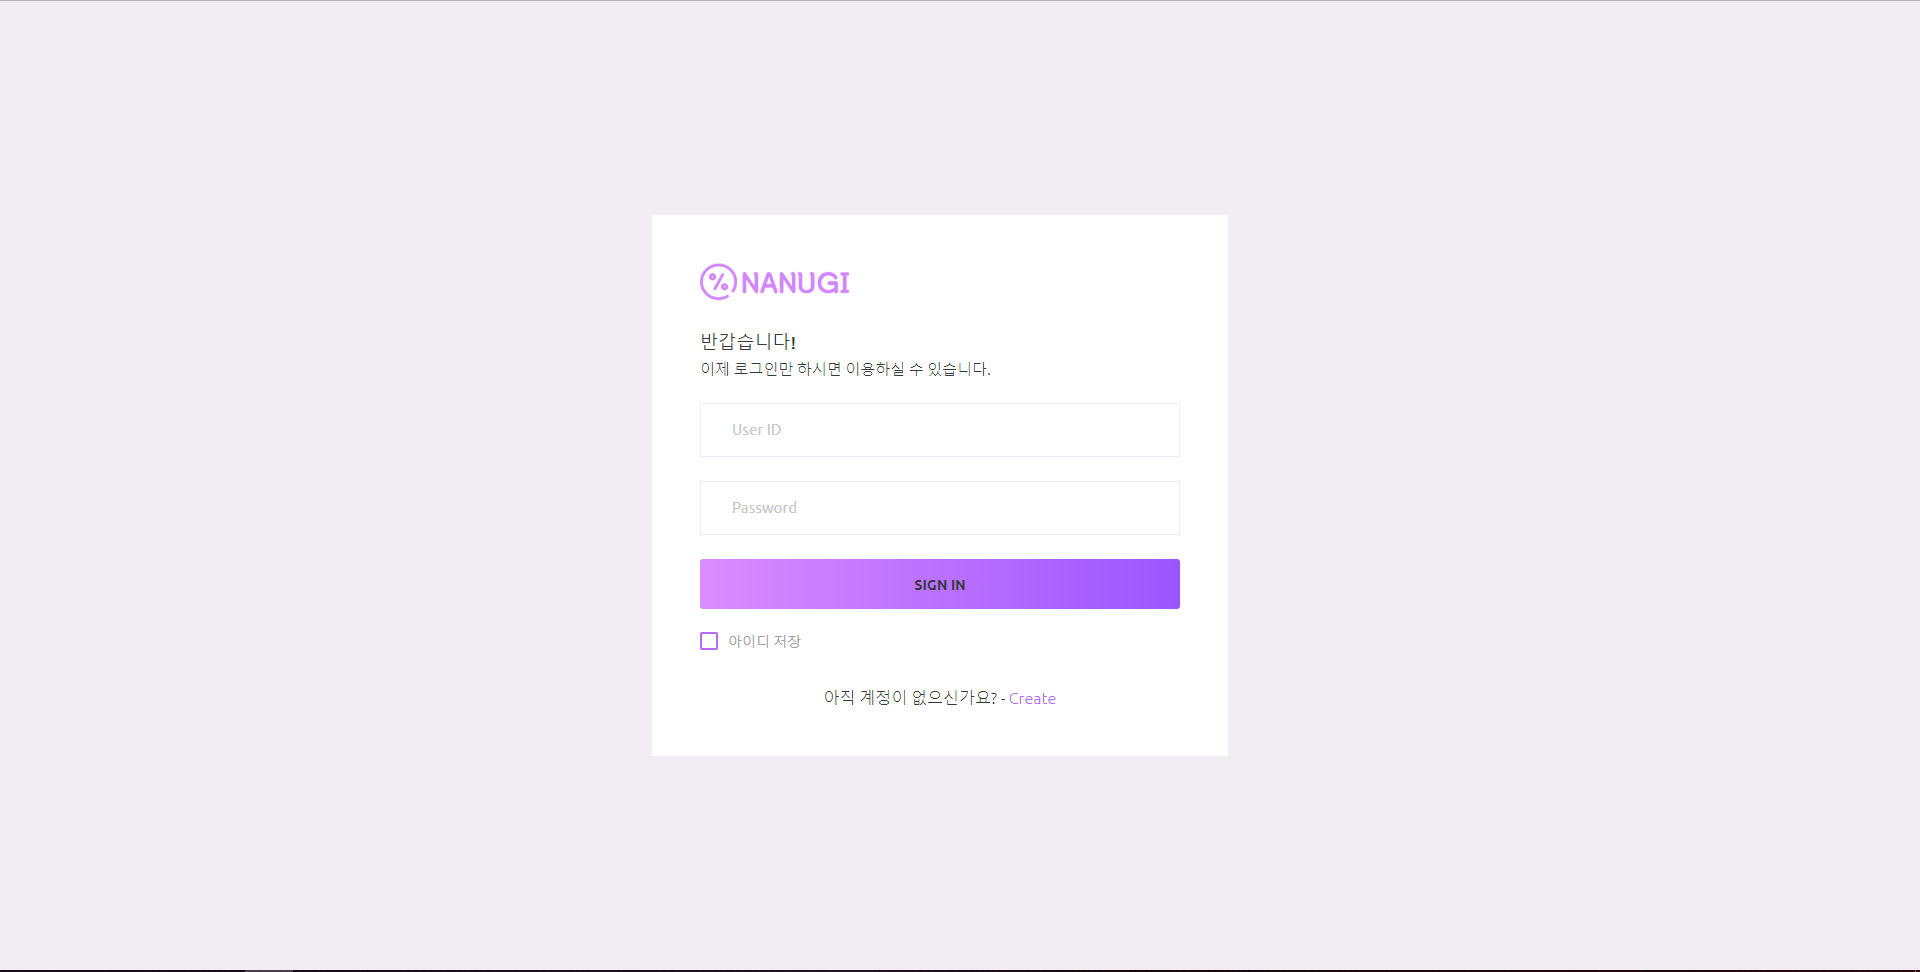 NANUGI
반갑습니다!
이제 로그인만 하시면 이용하실 수 있습니다.
User ID
Password
SIGN IN
아이디 저장
아직 계정이 없으신가요? - Create